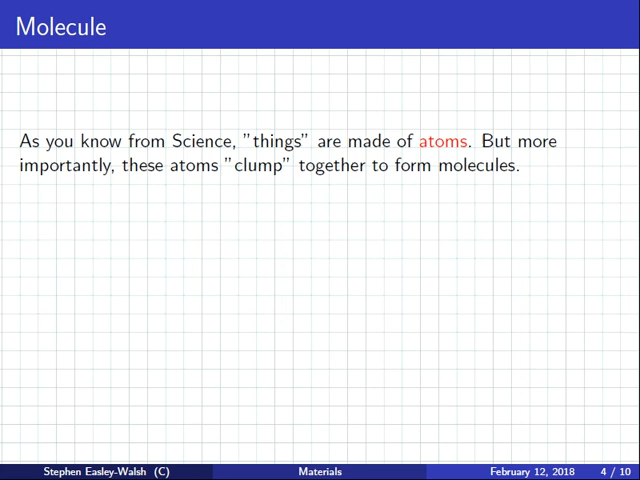 Molecule
As you know from Science, ”things” are made of atoms. But more
importantly, these atoms ”clump” together to form molecules.
Stephen Easley-Walsh (C) Materials February 12, 2018 4 / 10